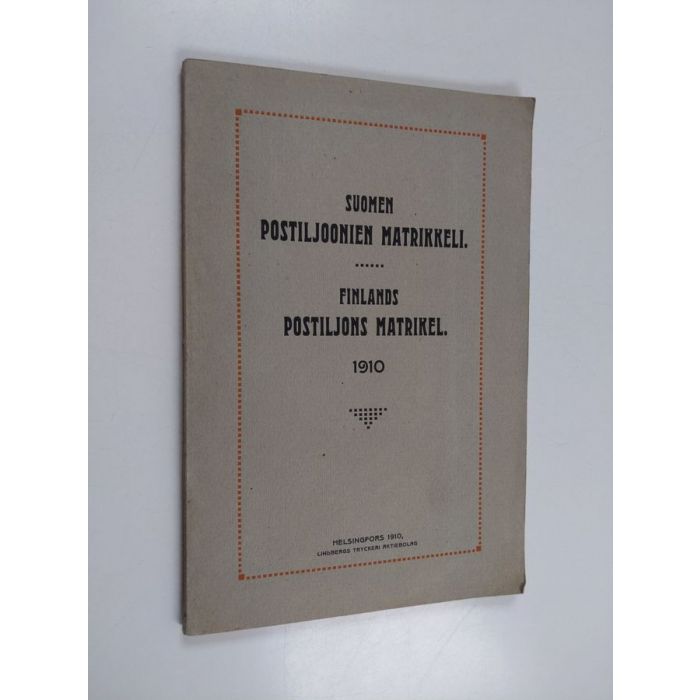 SUOMEN
POSTILJOONIEN MATRIKKELI.
FINLANDS
POSTILJONS MATRIKEL.
1910
HELSINGFORS 1910,
LINDBERGS TRYCKERI AKTIEBOLAG